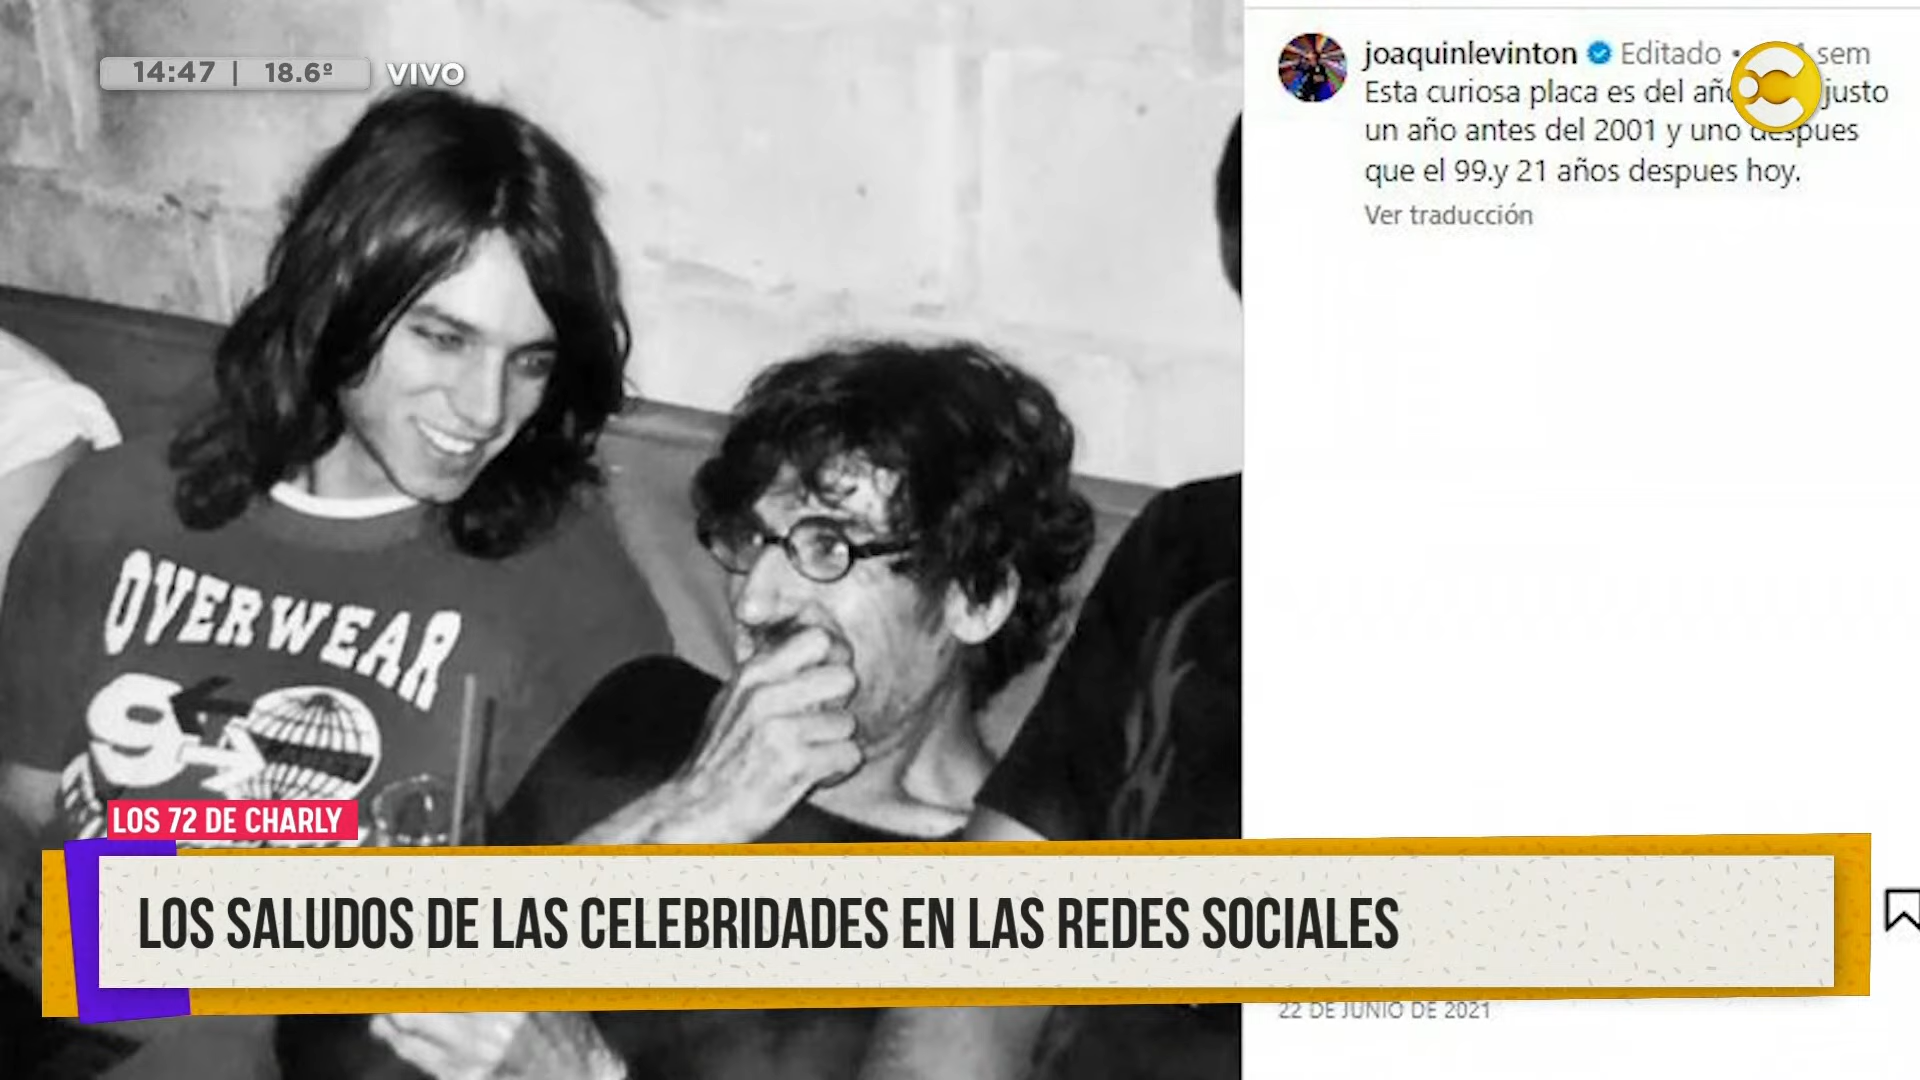 14:47 | 18.6º VIVO
joaquinlevinton Editado • sem
Esta curiosa placa es del justo
un año antes del 2001 y uno despues
que el 99.y 21 años despues hoy.
Ver traducción
OVERWEAR
90
LOS 72 DE CHARLY
LOS SALUDOS DE LAS CELEBRIDADES EN LAS REDES SOCIALES
22 DE JUNIO DE 2021